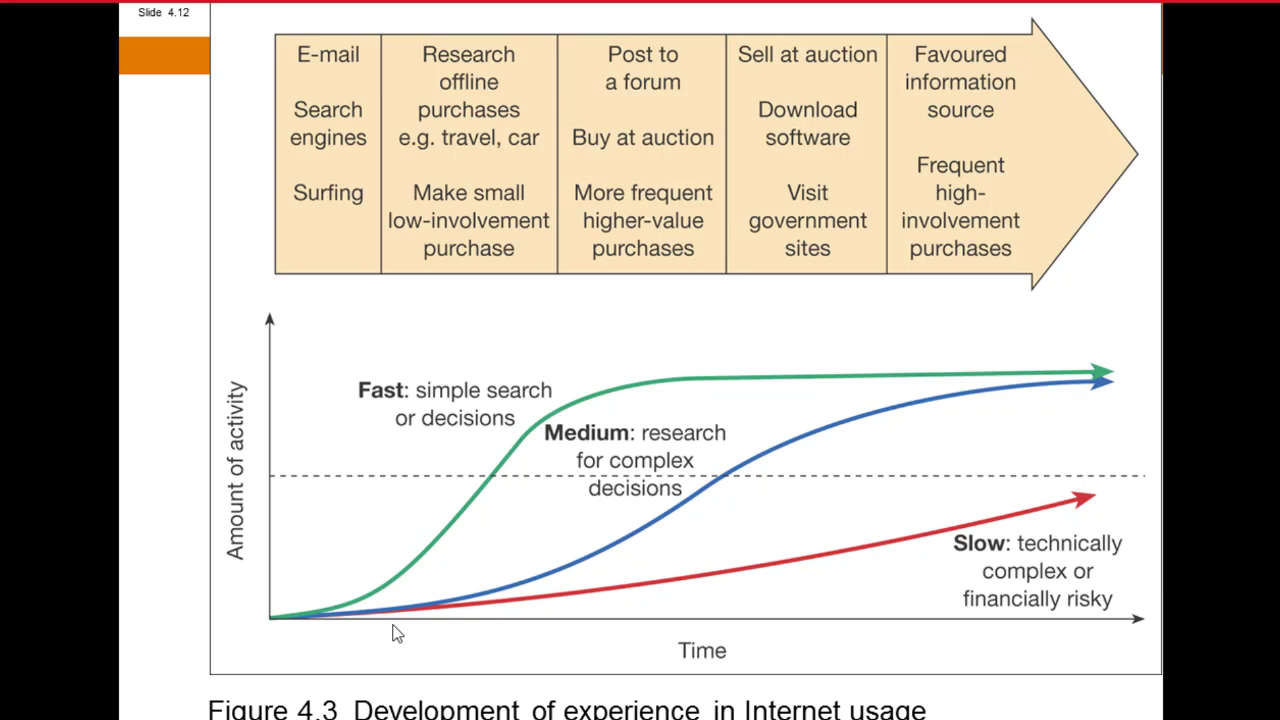 Slide 4.12
E-mail
Search
engines
Surfing
Research
offline
purchases
e.g. travel, car
Make small
low-involvement
purchase
Post to
a forum
Buy at auction
More frequent
higher-value
purchases
Sell at auction
Download
software
Visit
government
sites
Favoured
information
source
Frequent
high-
involvement
purchases
Amount of activity
Fast: simple search
or decisions
Medium: research
for complex
decisions
Slow: technically
complex or
financially risky
Time
Figure 4.3 Development of experience in Internet usage